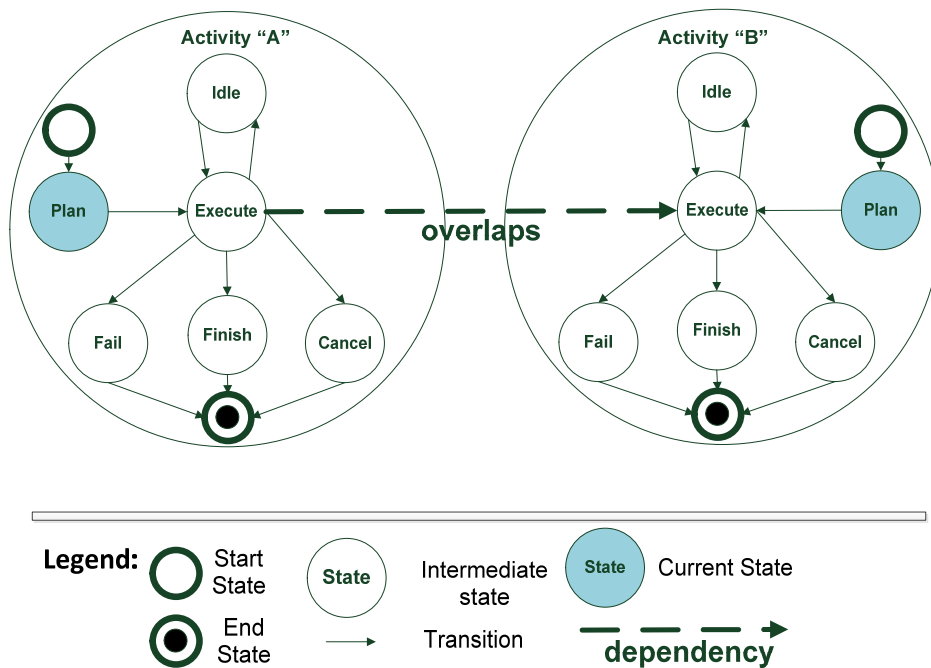 Activity “A”
Idle
Plan
Execute
Fail
Finish
Cancel
overlaps
Activity “B”
Idle
Execute
Plan
Fail
Finish
Cancel
Legend:
Start
State
State
Intermediate
state
State
Current State
End
State
Transition
dependency